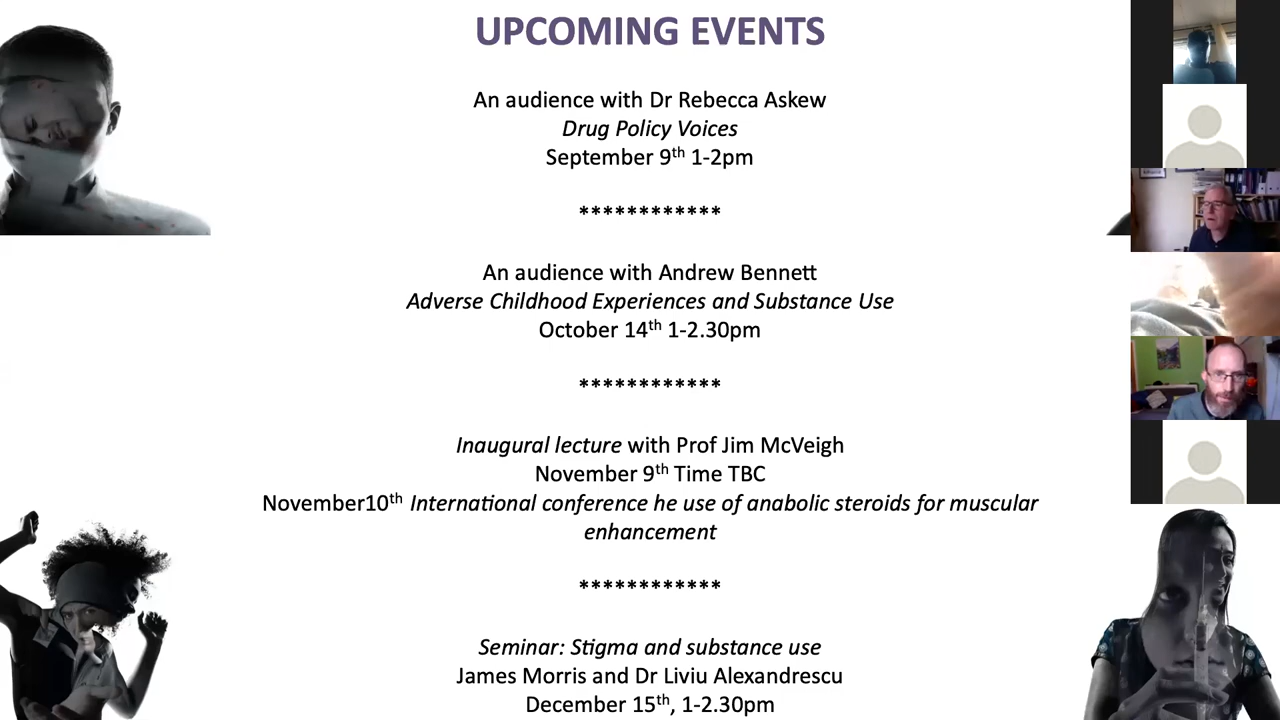 UPCOMING EVENTS
An audience with Dr Rebecca Askew
Drug Policy Voices
September 9th 1-2pm
************
An audience with Andrew Bennett
Adverse Childhood Experiences and Substance Use
October 14th 1-2.30pm
************
Inaugural lecture with Prof Jim McVeigh
November 9th Time TBC
November10th International conference he use of anabolic steroids for muscular
enhancement
************
Seminar: Stigma and substance use
James Morris and Dr Liviu Alexandrescu
December 15th, 1-2.30pm